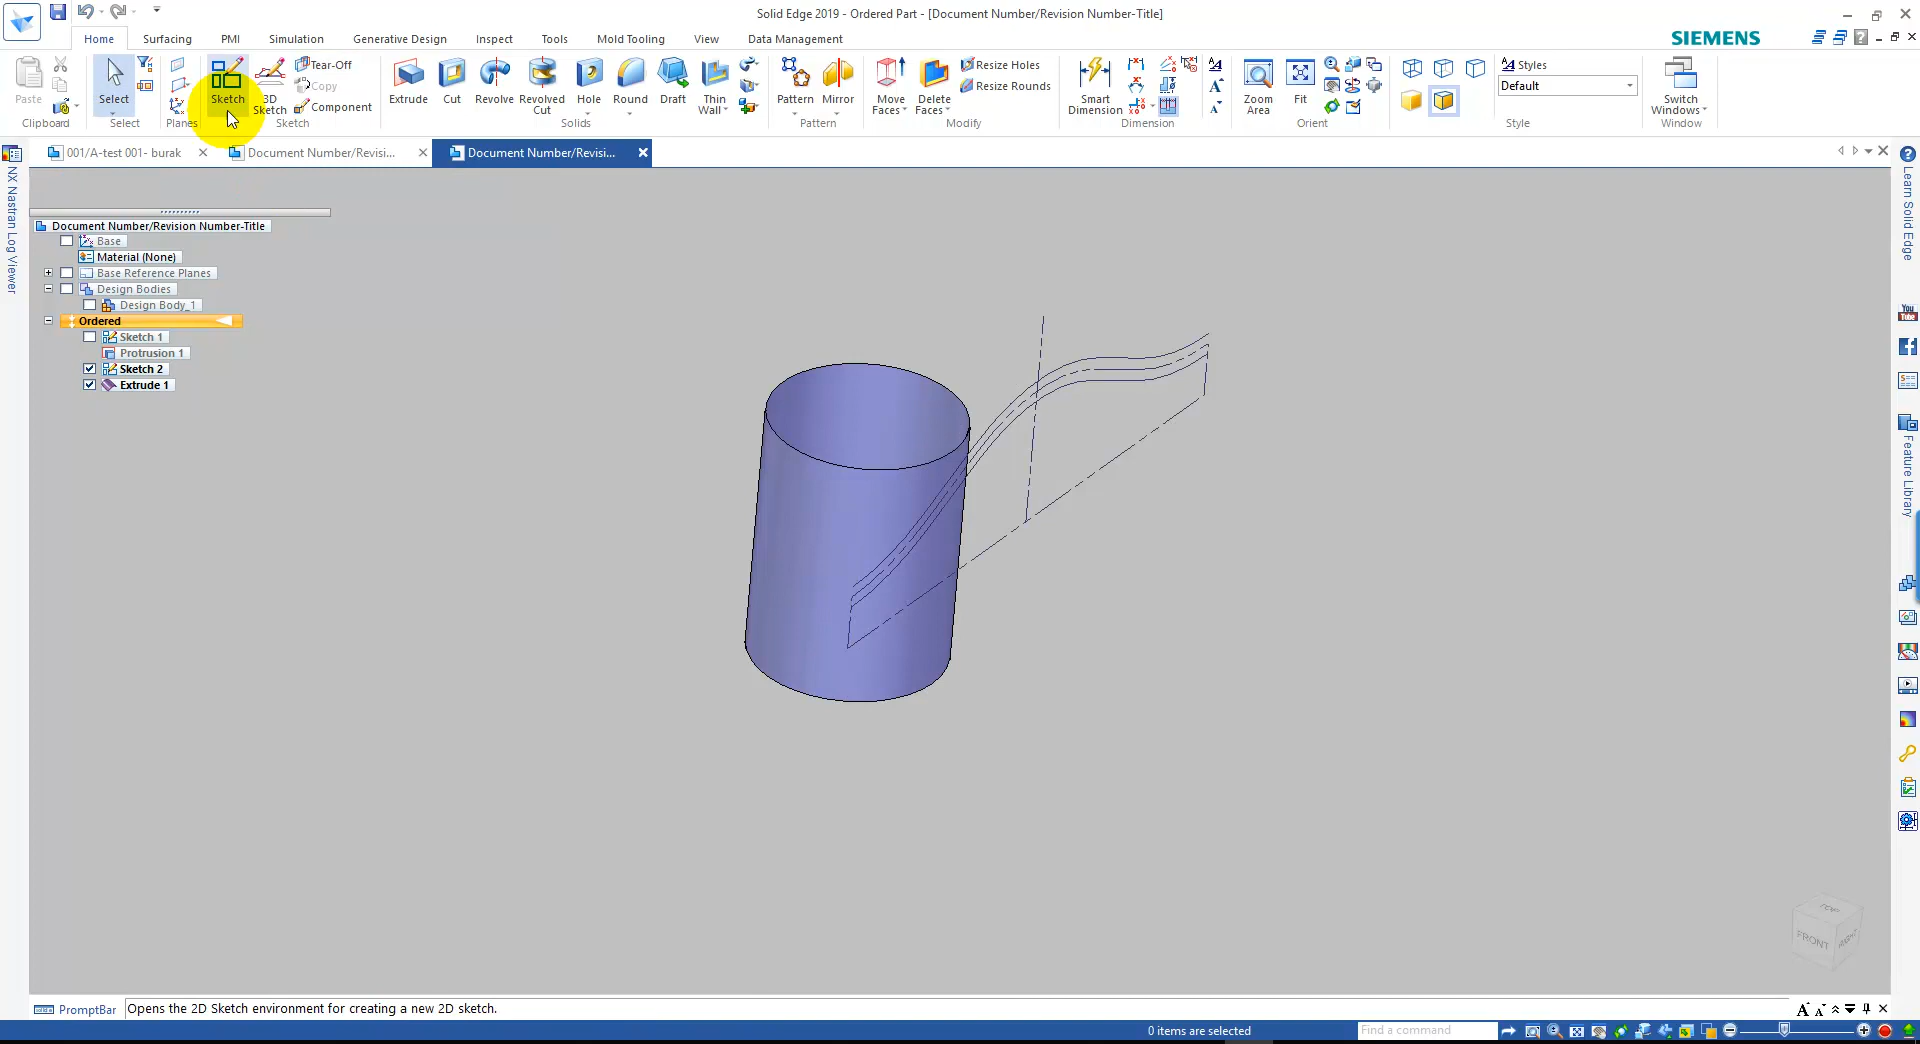 Solid Edge 2019 - Ordered Part - [Document Number/Revision Number-Title]
Home Surfacing PMI Simulation Generative Design Inspect Tools Mold Tooling View Data Management
SIEMENS
Paste
Clipboard
Select
Select
Planes
Sketch
3D Sketch
Tear-Off
Copy
Component
Sketch
Extrude
Cut
Revolve
Revolved Cut
Hole
Round
Draft
Thin Wall
Solids
Pattern
Mirror
Pattern
Move Faces
Delete Faces
Resize Holes
Resize Rounds
Modify
Smart Dimension
Dimension
Zoom Area
Fit
Orient
Styles
Default
Style
Switch Windows
Window
001/A-test 001- burak
Document Number/Revisi...
Document Number/Revisi...
NX Nastran Log Viewer
Document Number/Revision Number-Title
Base
Material (None)
Base Reference Planes
Design Bodies
Design Body_1
Ordered
Sketch 1
Protrusion 1
Sketch 2
Extrude 1
Learn Solid Edge
You Tube
Feature Library
TOP
FRONT
RIGHT
PromptBar
Opens the 2D Sketch environment for creating a new 2D sketch.
0 items are selected
Find a command